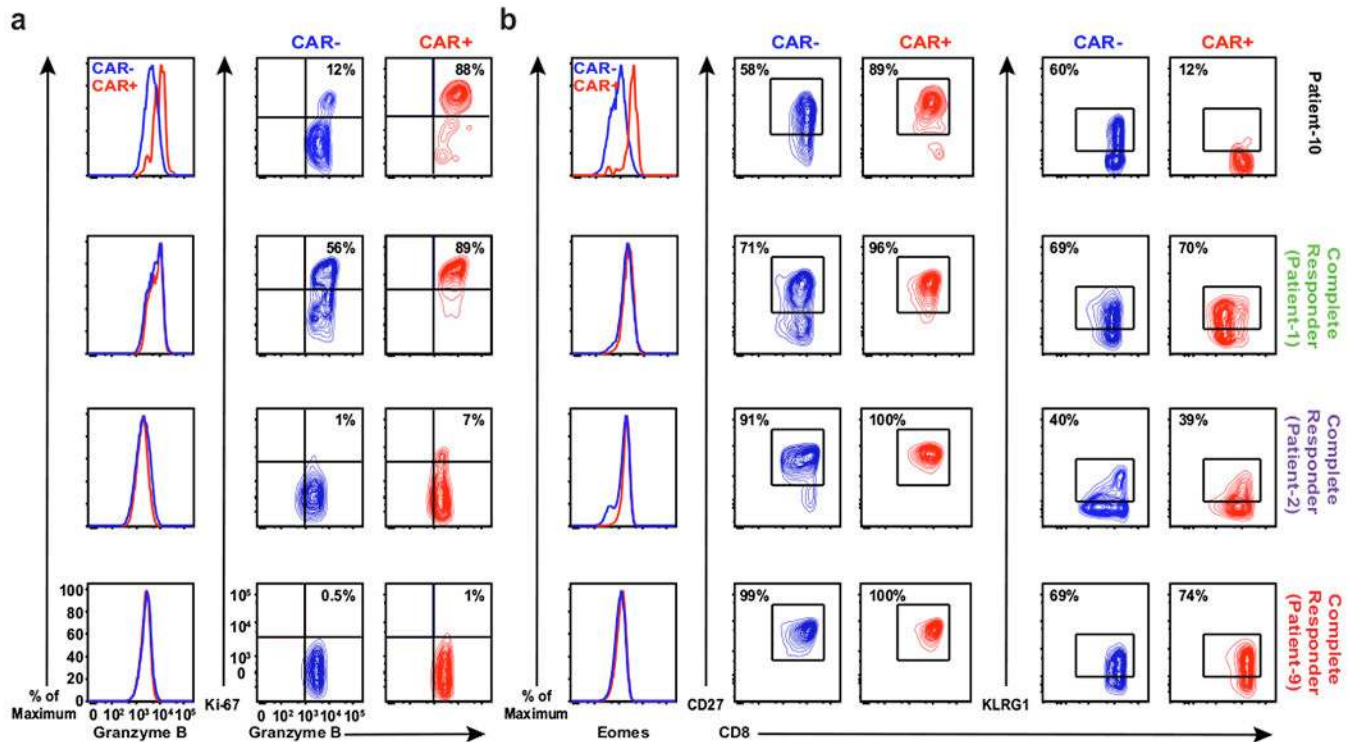 a
b
CAR-
CAR+
CAR-
CAR+
CAR-
CAR+
CAR-
CAR+
12%
88%
CAR-
CAR+
58%
89%
60%
12%
Patient-10
56%
89%
71%
96%
69%
70%
Complete
Responder
(Patient-1)
1%
7%
91%
100%
40%
39%
Complete
Responder
(Patient-2)
100
80
60
40
20
0
10⁵
10⁴
10³
0
0.5%
1%
99%
100%
69%
74%
Complete
Responder
(Patient-9)
% of
Maximum
0 10² 10³ 10⁴ 10⁵
Granzyme B
Ki-67
0 10² 10³ 10⁴ 10⁵
Granzyme B
% of
Maximum
Eomes
CD27
CD8
KLRG1